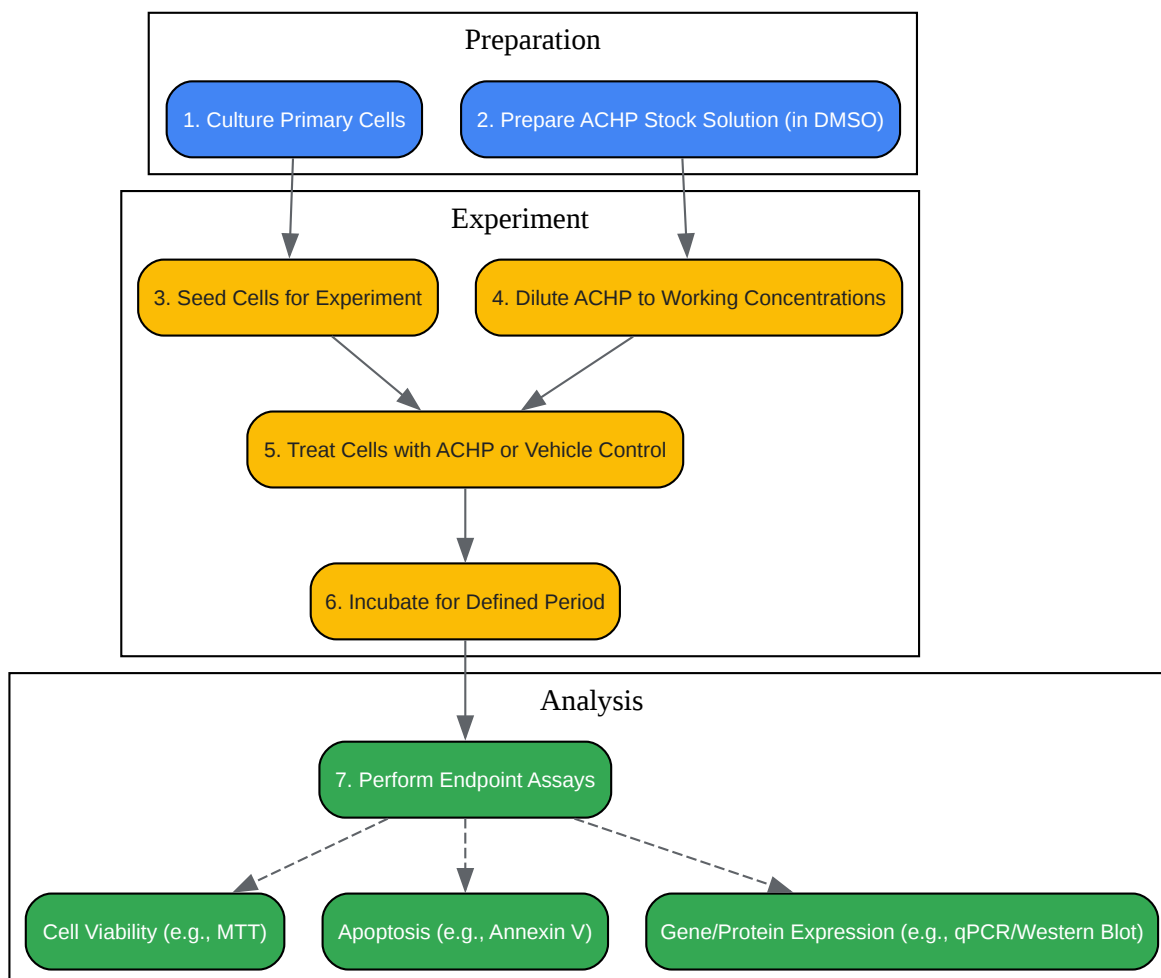 Preparation
1. Culture Primary Cells
2. Prepare ACHP Stock Solution (in DMSO)
Experiment
3. Seed Cells for Experiment
4. Dilute ACHP to Working Concentrations
5. Treat Cells with ACHP or Vehicle Control
6. Incubate for Defined Period
Analysis
7. Perform Endpoint Assays
Cell Viability (e.g., MTT)
Apoptosis (e.g., Annexin V)
Gene/Protein Expression (e.g., qPCR/Western Blot)